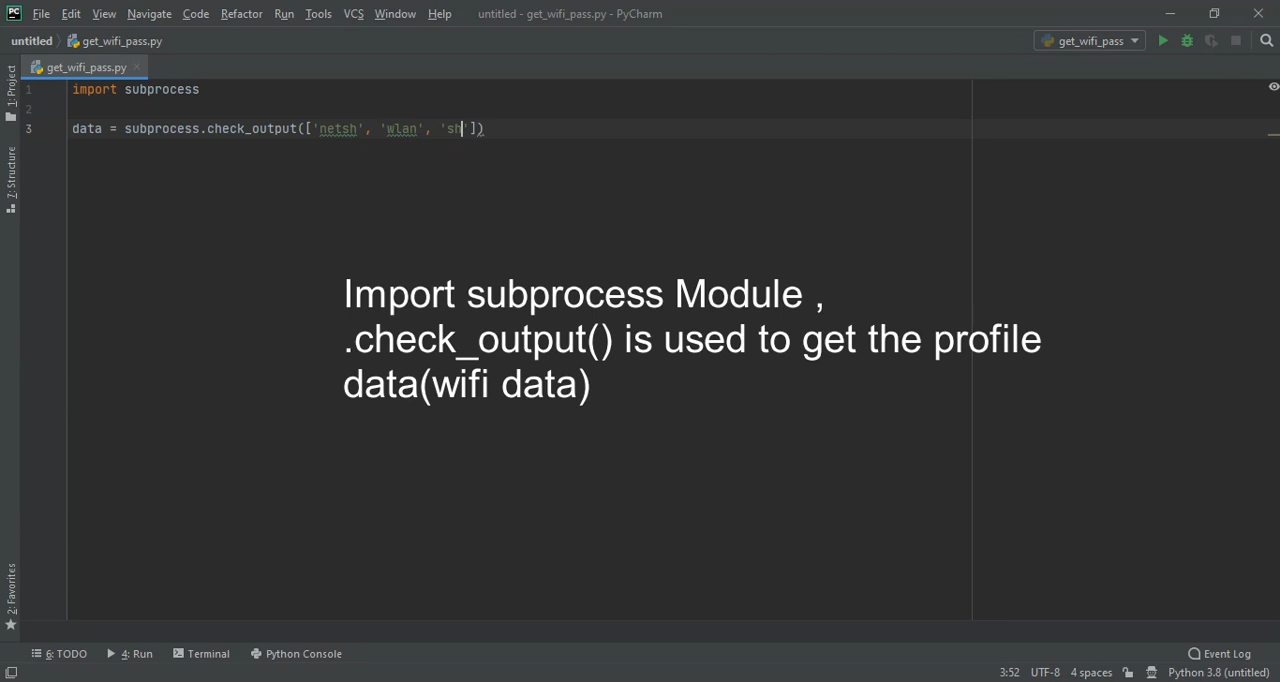 PC File Edit View Navigate Code Refactor Run Tools VCS Window Help untitled - get_wifi_pass.py - PyCharm
untitled get_wifi_pass.py get_wifi_pass
get_wifi_pass.py
1: Project
7: Structure
2: Favorites
1 import subprocess
2
3 data = subprocess.check_output(['netsh', 'wlan', 'sh'])
Import subprocess Module ,
.check_output() is used to get the profile
data(wifi data)
6: TODO 4: Run Terminal Python Console Event Log
3:52 UTF-8 4 spaces Python 3.8 (untitled)